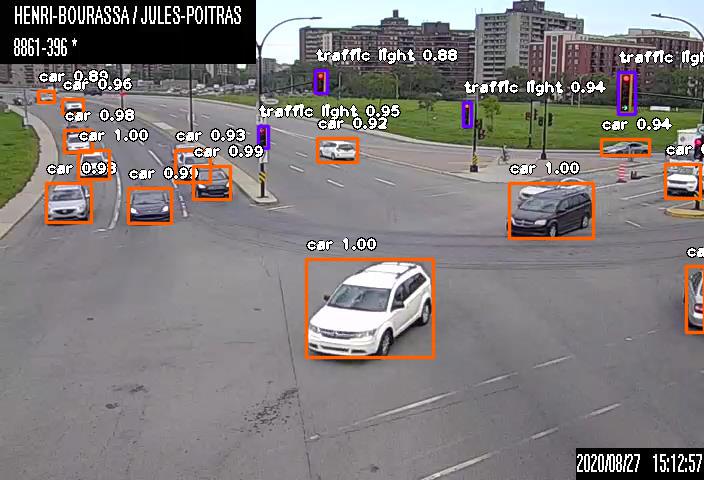 HENRI-BOURASSA / JULES-POITRAS
8861-396 *
traffic light 0.88
traffic ligh
car 0.89
car 0.96
traffic light 0.94
car 0.98
traffic light 0.95
car 1.00
car 0.93
car 0.92
car 0.94
car 0.99
car 0.98
car 0.99
car 1.00
car 1.00
2020/08/27 15:12:57